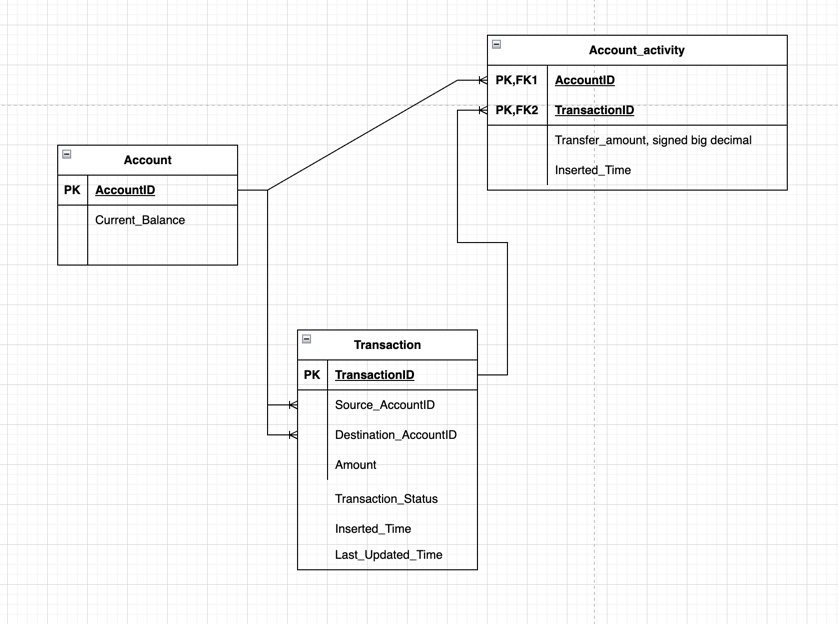 Account_activity
PK,FK1 AccountID
PK,FK2 TransactionID
Transfer_amount, signed big decimal
Inserted_Time
Account
PK AccountID
Current_Balance
Transaction
PK TransactionID
Source_AccountID
Destination_AccountID
Amount
Transaction_Status
Inserted_Time
Last_Updated_Time